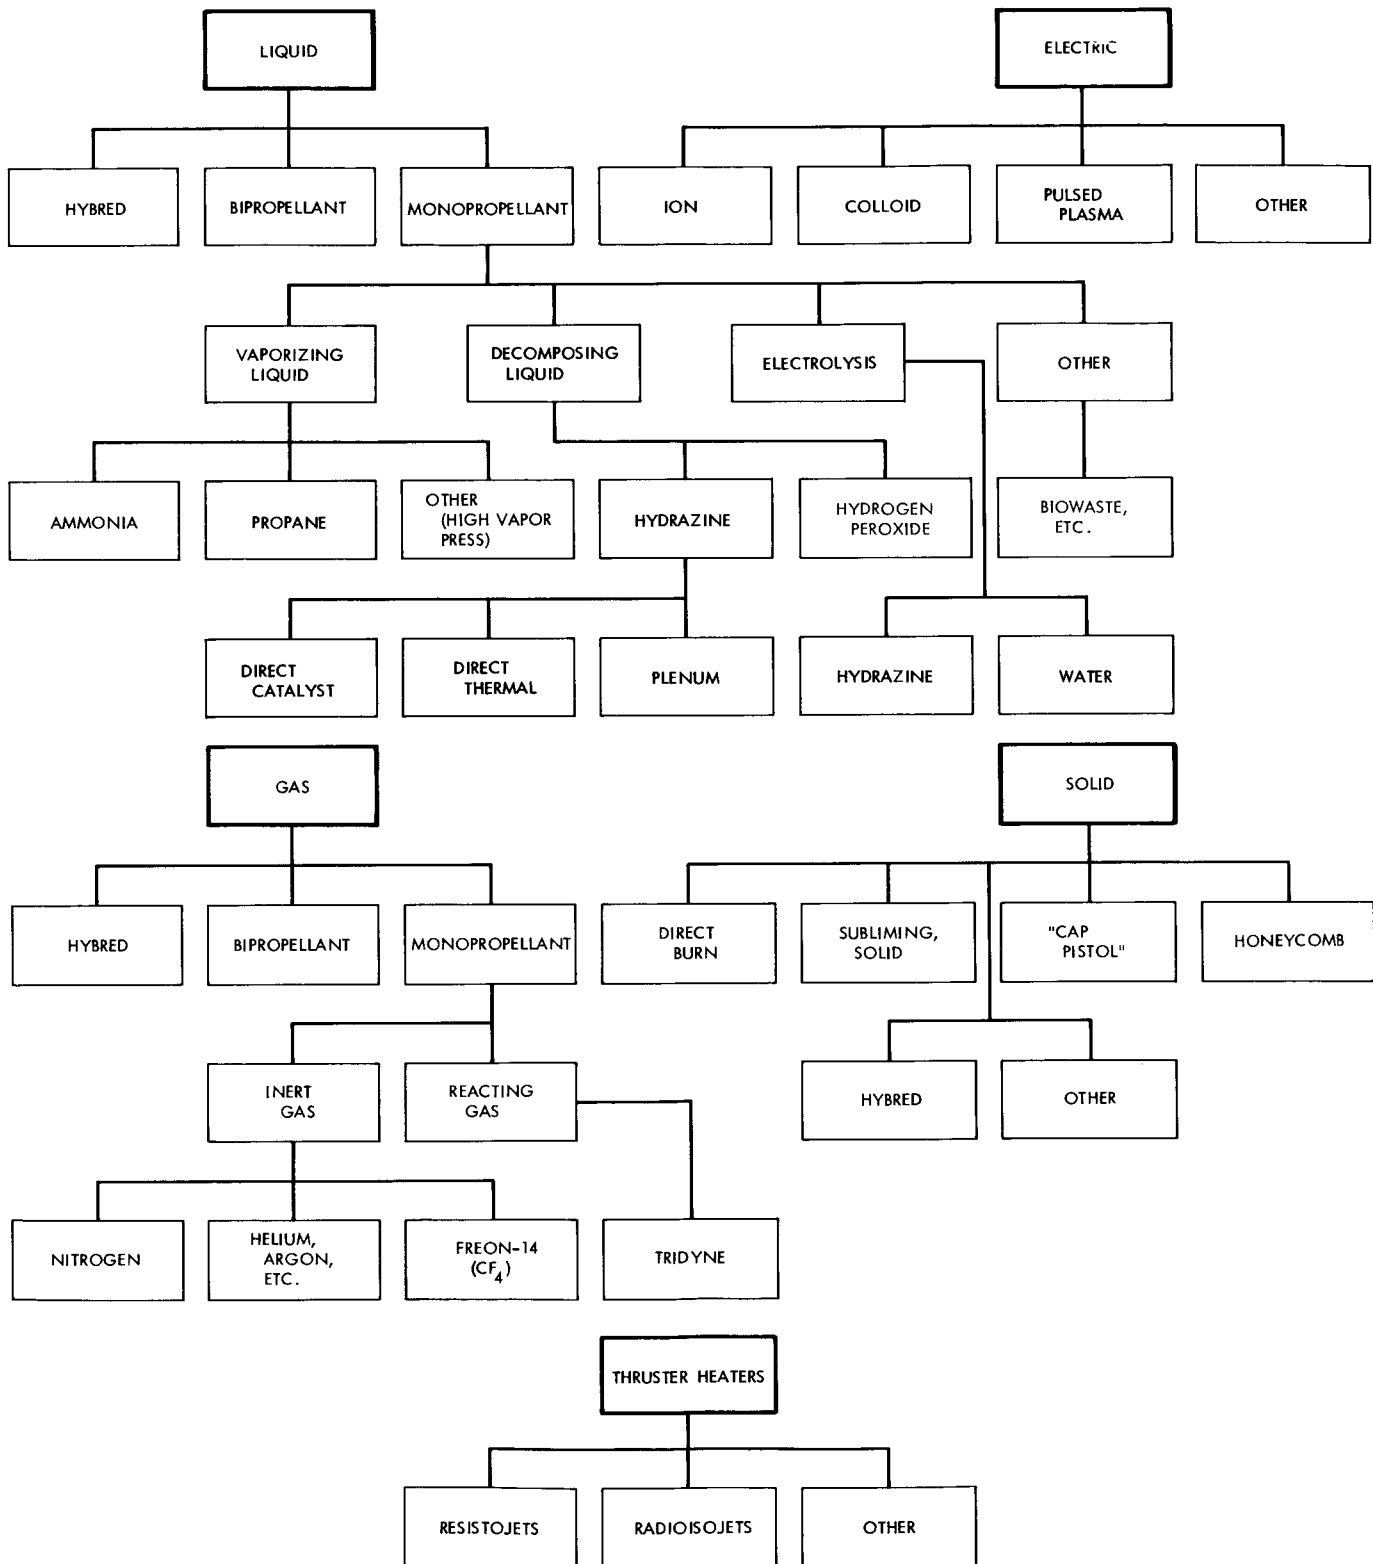 LIQUID
ELECTRIC
HYBRED
BIPROPELLANT
MONOPROPELLANT
ION
COLLOID
PULSED
PLASMA
OTHER
VAPORIZING
LIQUID
DECOMPOSING
LIQUID
ELECTROLYSIS
OTHER
AMMONIA
PROPANE
OTHER
(HIGH VAPOR
PRESS)
HYDRAZINE
HYDROGEN
PEROXIDE
BIOWASTE,
ETC.
DIRECT
CATALYST
DIRECT
THERMAL
PLENUM
HYDRAZINE
WATER
GAS
SOLID
HYBRED
BIPROPELLANT
MONOPROPELLANT
DIRECT
BURN
SUBLIMING,
SOLID
"CAP
PISTOL"
HONEYCOMB
INERT
GAS
REACTING
GAS
HYBRED
OTHER
NITROGEN
HELIUM,
ARGON,
ETC.
FREON-14
(CF4)
TRIDYNE
THRUSTER HEATERS
RESISTOJETS
RADIOISOJETS
OTHER